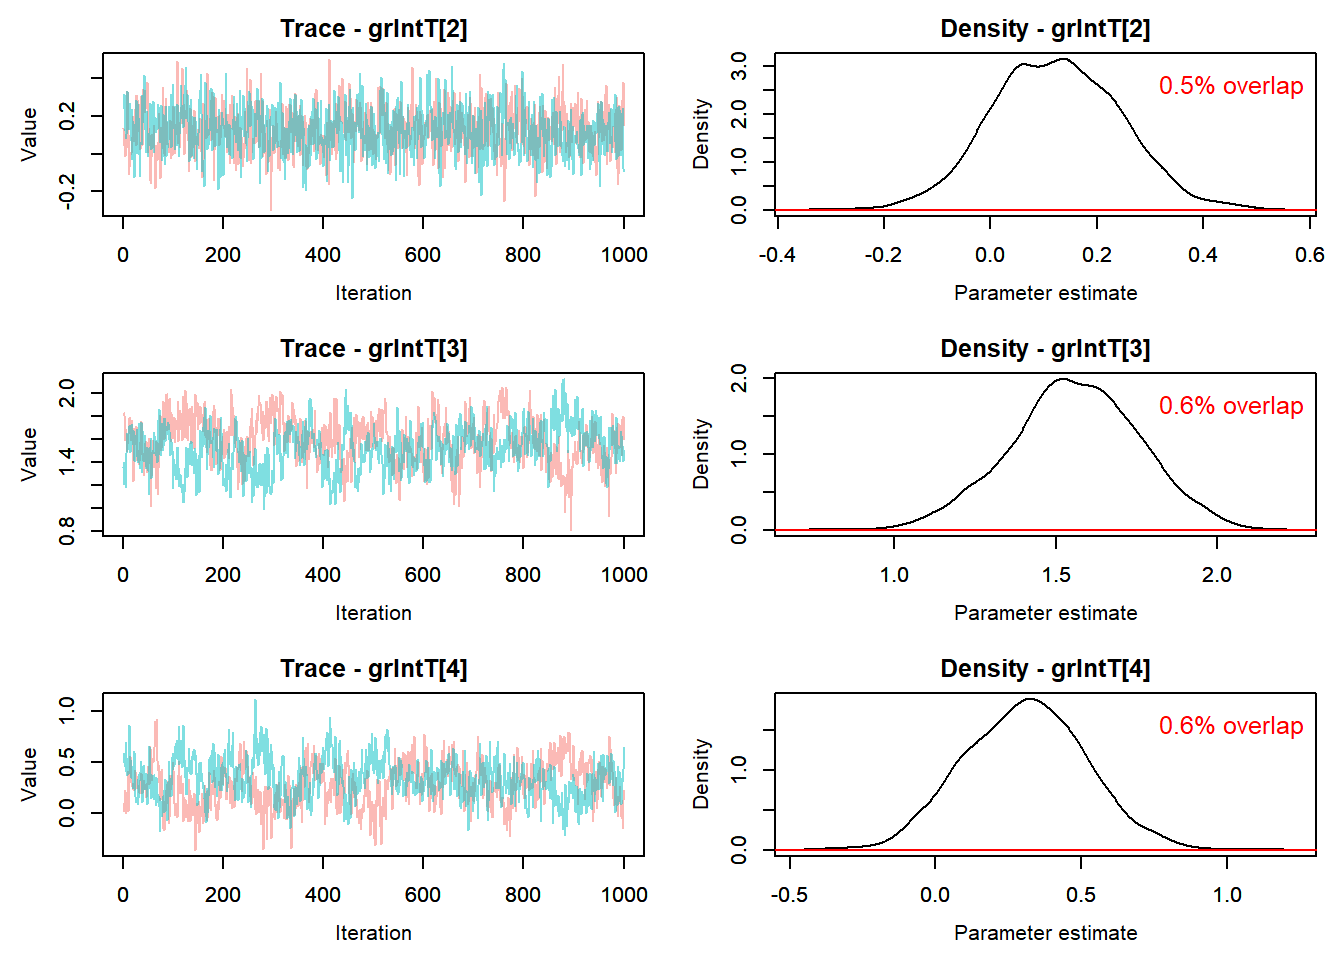 Trace - grIntT[2]
Value
0.2
-0.2
0 200 400 600 800 1000
Iteration
Density - grIntT[2]
0.5% overlap
Density
3.0
2.0
1.0
0.0
-0.4 -0.2 0.0 0.2 0.4 0.6
Parameter estimate
Trace - grIntT[3]
Value
2.0
1.4
0.8
0 200 400 600 800 1000
Iteration
Density - grIntT[3]
0.6% overlap
Density
2.0
1.0
0.0
1.0 1.5 2.0
Parameter estimate
Trace - grIntT[4]
Value
1.0
0.5
0.0
0 200 400 600 800 1000
Iteration
Density - grIntT[4]
0.6% overlap
Density
1.0
0.0
-0.5 0.0 0.5 1.0
Parameter estimate